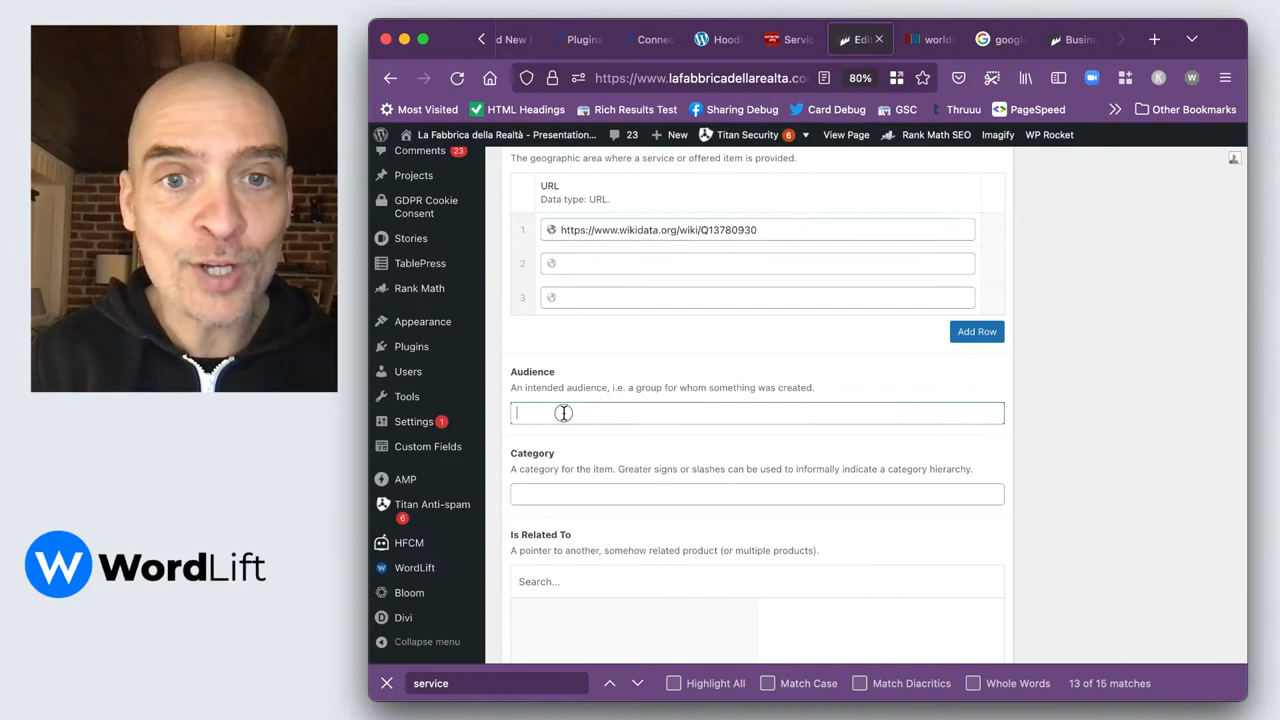 d New
Plugins
Connec
Hoodi
Servic
Edi
world
googl
Busin
https://www.lafabbricadellarealta.co
80%
Most Visited
HTML Headings
Rich Results Test
Sharing Debug
Card Debug
GSC
Thruuu
PageSpeed
Other Bookmarks
La Fabbrica della Realtà - Presentation...
23
New
Titan Security
6
View Page
Rank Math SEO
Imagify
WP Rocket
Comments
23
Projects
GDPR Cookie
Consent
Stories
TablePress
Rank Math
Appearance
Plugins
Users
Tools
Settings
1
Custom Fields
AMP
Titan Anti-spam
6
HFCM
WordLift
Bloom
Divi
Collapse menu
The geographic area where a service or offered item is provided.
URL
Data type: URL.
1
https://www.wikidata.org/wiki/Q13780930
2
3
Add Row
Audience
An intended audience, i.e. a group for whom something was created.
Category
A category for the item. Greater signs or slashes can be used to informally indicate a category hierarchy.
Is Related To
A pointer to another, somehow related product (or multiple products).
Search...
service
Highlight All
Match Case
Match Diacritics
Whole Words
13 of 15 matches
W WordLift